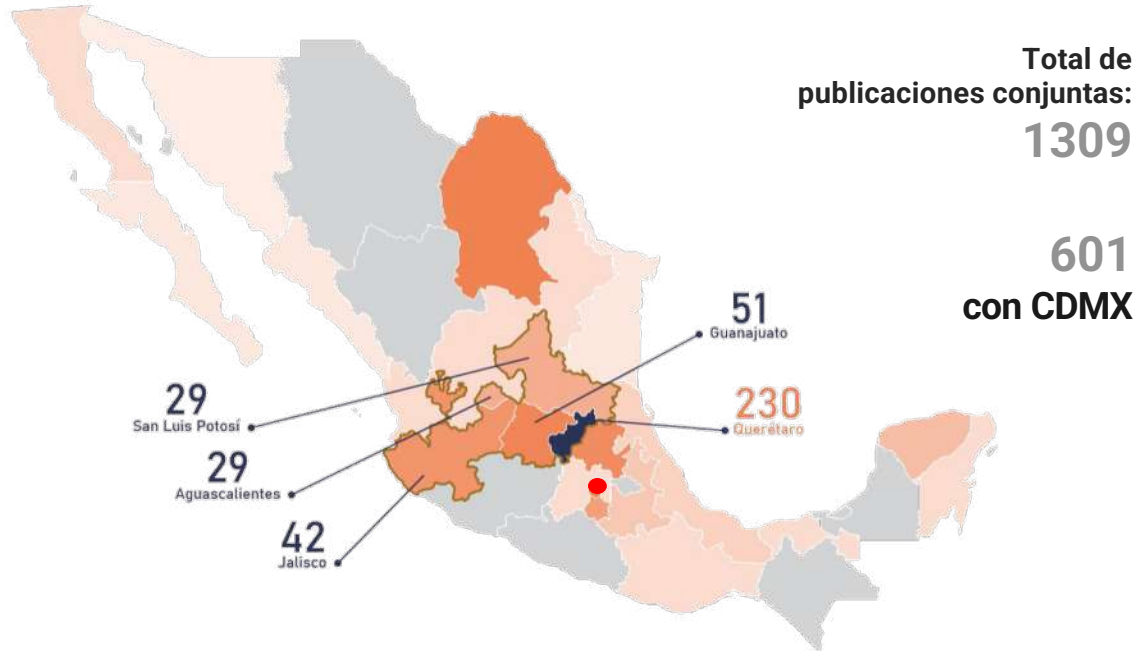 Total de
publicaciones conjuntas:
1309
601
con CDMX
51
Guanajuato
230
Querétaro
29
San Luis Potosí
29
Aguascalientes
42
Jalisco